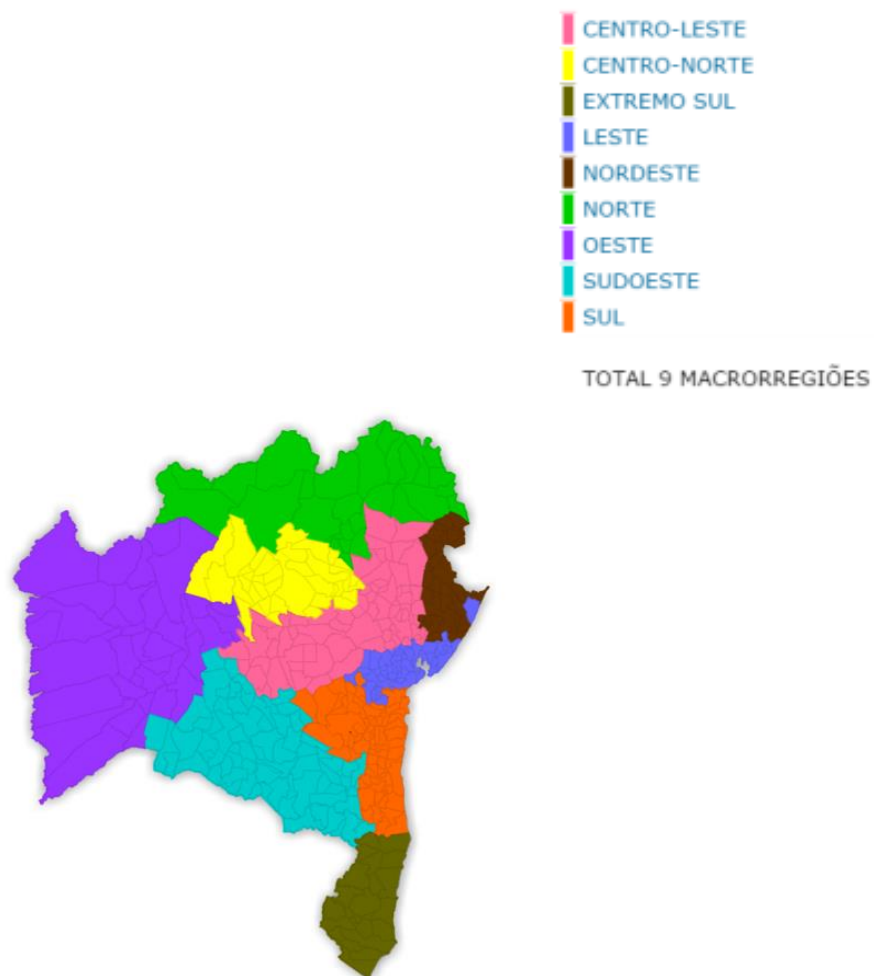 CENTRO-LESTE
CENTRO-NORTE
EXTREMO SUL
LESTE
NORDESTE
NORTE
OESTE
SUDOESTE
SUL
TOTAL 9 MACRORREGIÕES